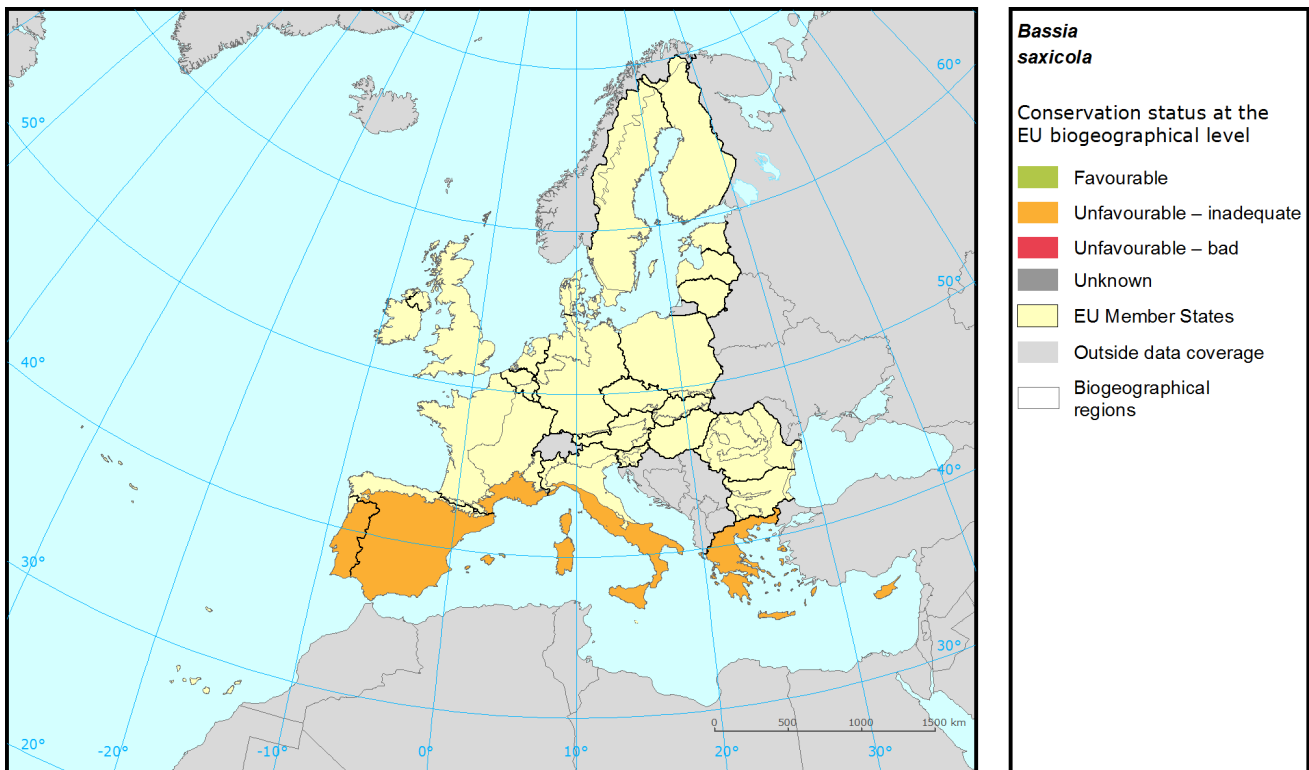 Bassia
saxicola
Conservation status at the
EU biogeographical level
Favourable
Unfavourable – inadequate
Unfavourable – bad
Unknown
EU Member States
Outside data coverage
Biogeographical
regions
60°
50°
50°
40°
40°
30°
30°
0 500 1000 1500 km
20° -20° -10° 0° 10° 20° 30°